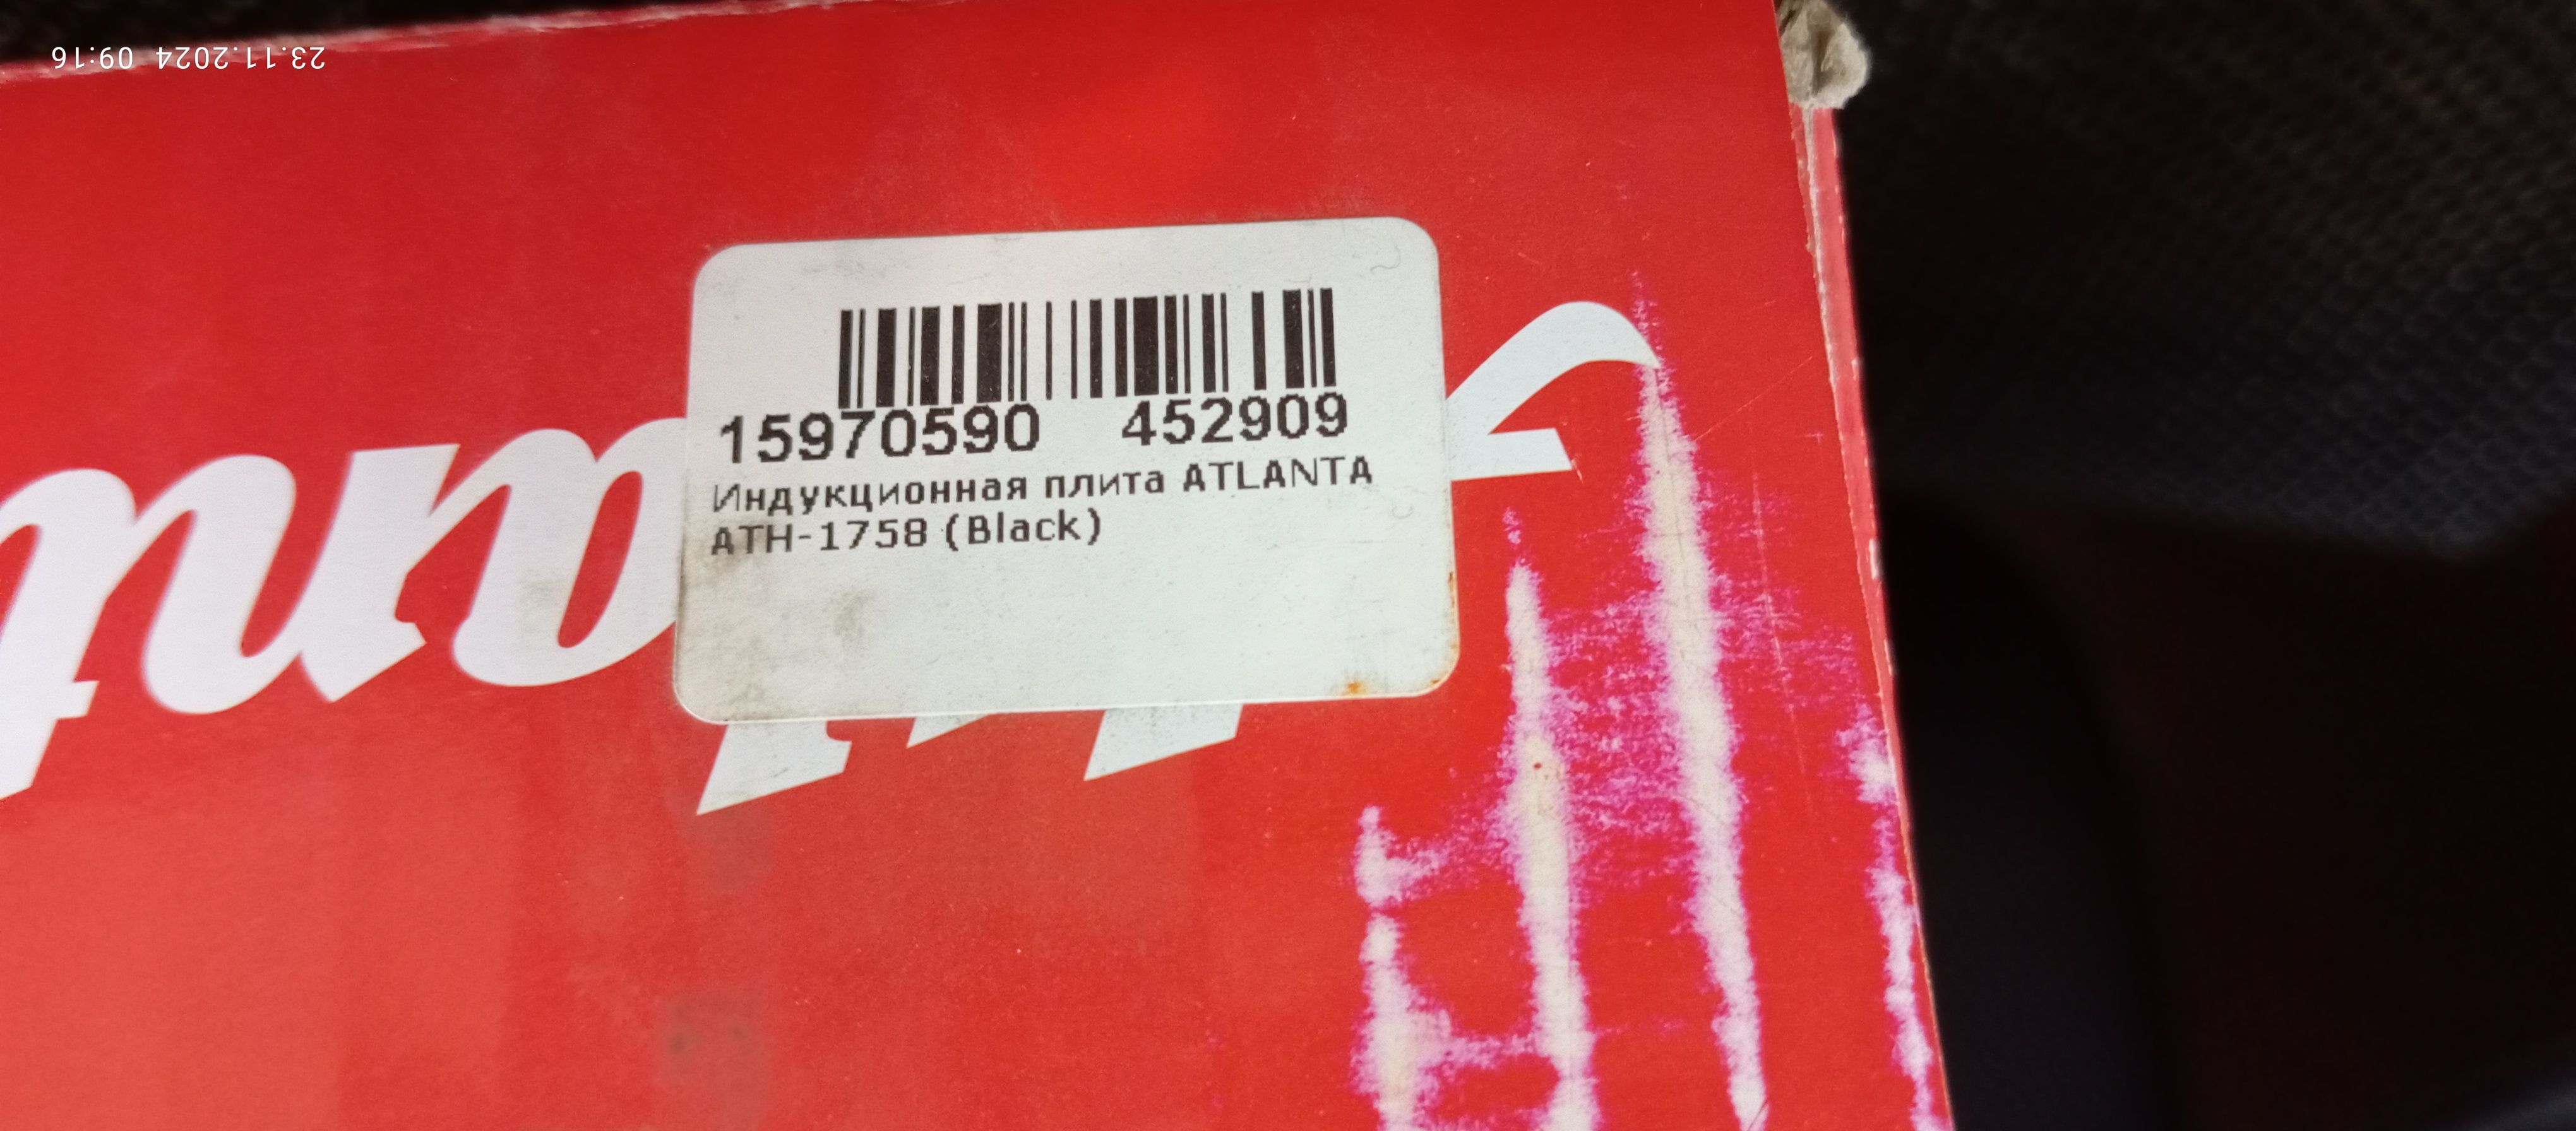 23.11.2024 09:16
15970590 452909
Индукционная плита ATLANTA
ATH-1758 (Black)